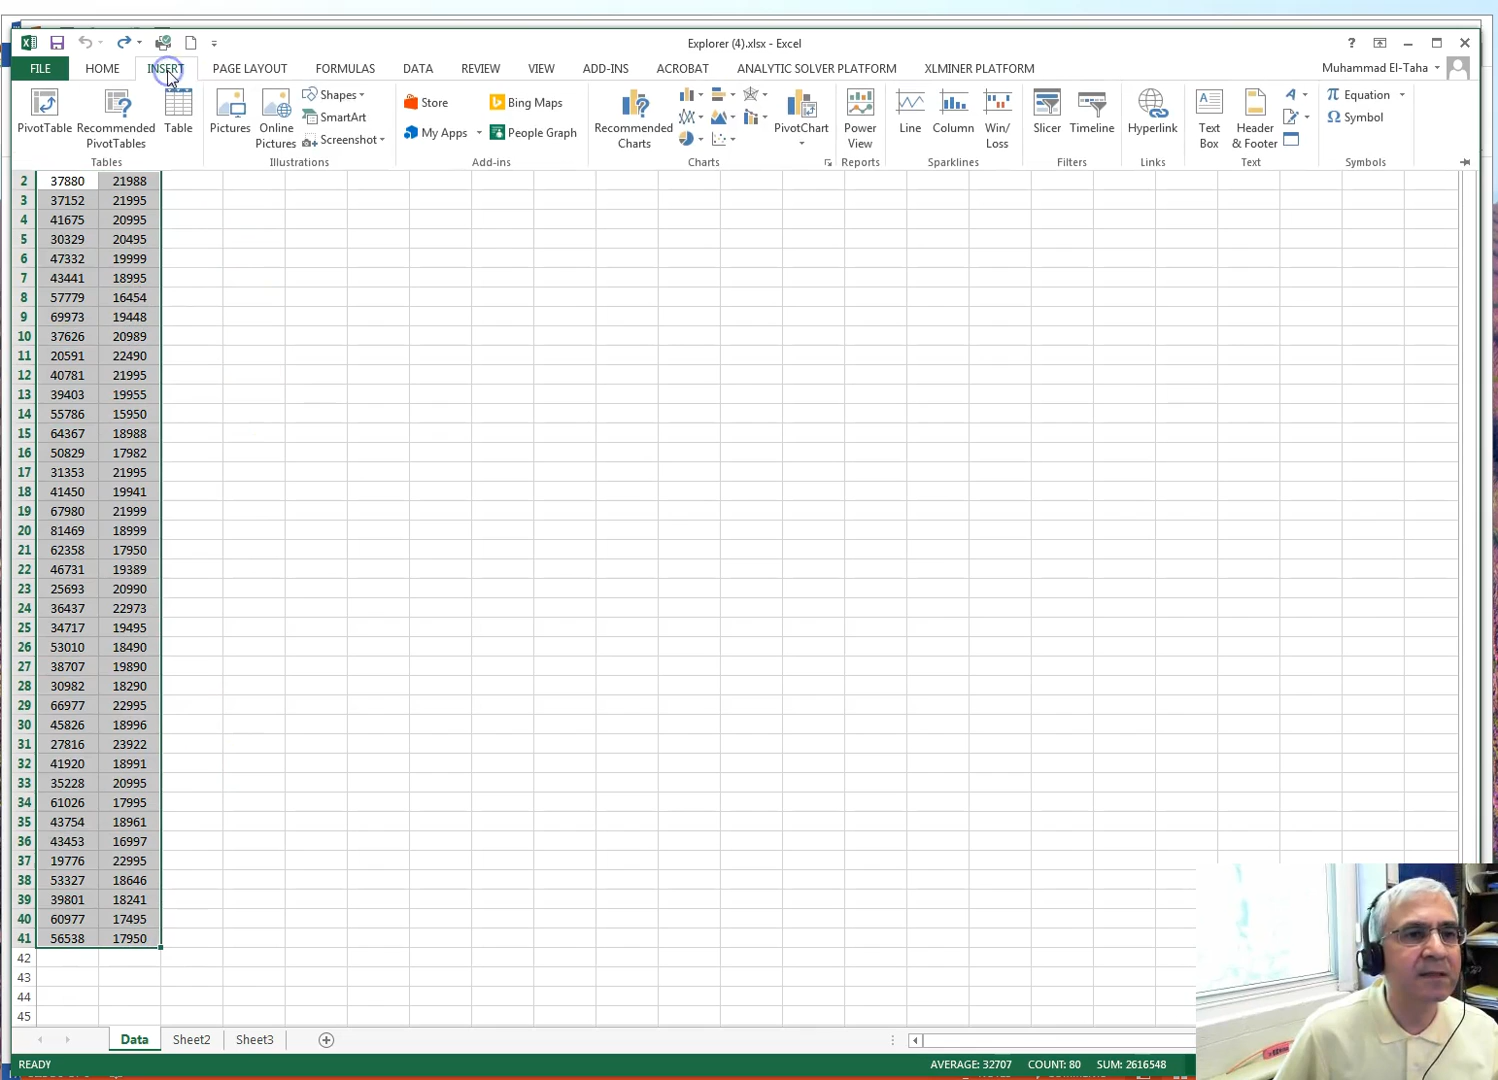 Explorer (4).xlsx - Excel
FILE HOME INSERT PAGE LAYOUT FORMULAS DATA REVIEW VIEW ADD-INS ACROBAT ANALYTIC SOLVER PLATFORM XLMINER PLATFORM Muhammad El-Taha
PivotTable
Recommended PivotTables
Table
Tables
Pictures
Online Pictures
Shapes
SmartArt
Screenshot
Illustrations
Store
My Apps
Bing Maps
People Graph
Add-ins
Recommended Charts
PivotChart
Charts
Power View
Reports
Line
Column
Win/ Loss
Sparklines
Slicer
Timeline
Filters
Hyperlink
Links
Text Box
Header & Footer
Text
Equation
Symbol
Symbols
2 37880 21988
3 37152 21995
4 41675 20995
5 30329 20495
6 47332 19999
7 43441 18995
8 57779 16454
9 69973 19448
10 37626 20989
11 20591 22490
12 40781 21995
13 39403 19955
14 55786 15950
15 64367 18988
16 50829 17982
17 31353 21995
18 41450 19941
19 67980 21999
20 81469 18999
21 62358 17950
22 46731 19389
23 25693 20990
24 36437 22973
25 34717 19495
26 53010 18490
27 38707 19890
28 30982 18290
29 66977 22995
30 45826 18996
31 27816 23922
32 41920 18991
33 35228 20995
34 61026 17995
35 43754 18961
36 43453 16997
37 19776 22995
38 53327 18646
39 39801 18241
40 60977 17495
41 56538 17950
42
43
44
45
Data Sheet2 Sheet3
READY AVERAGE: 32707 COUNT: 80 SUM: 2616548